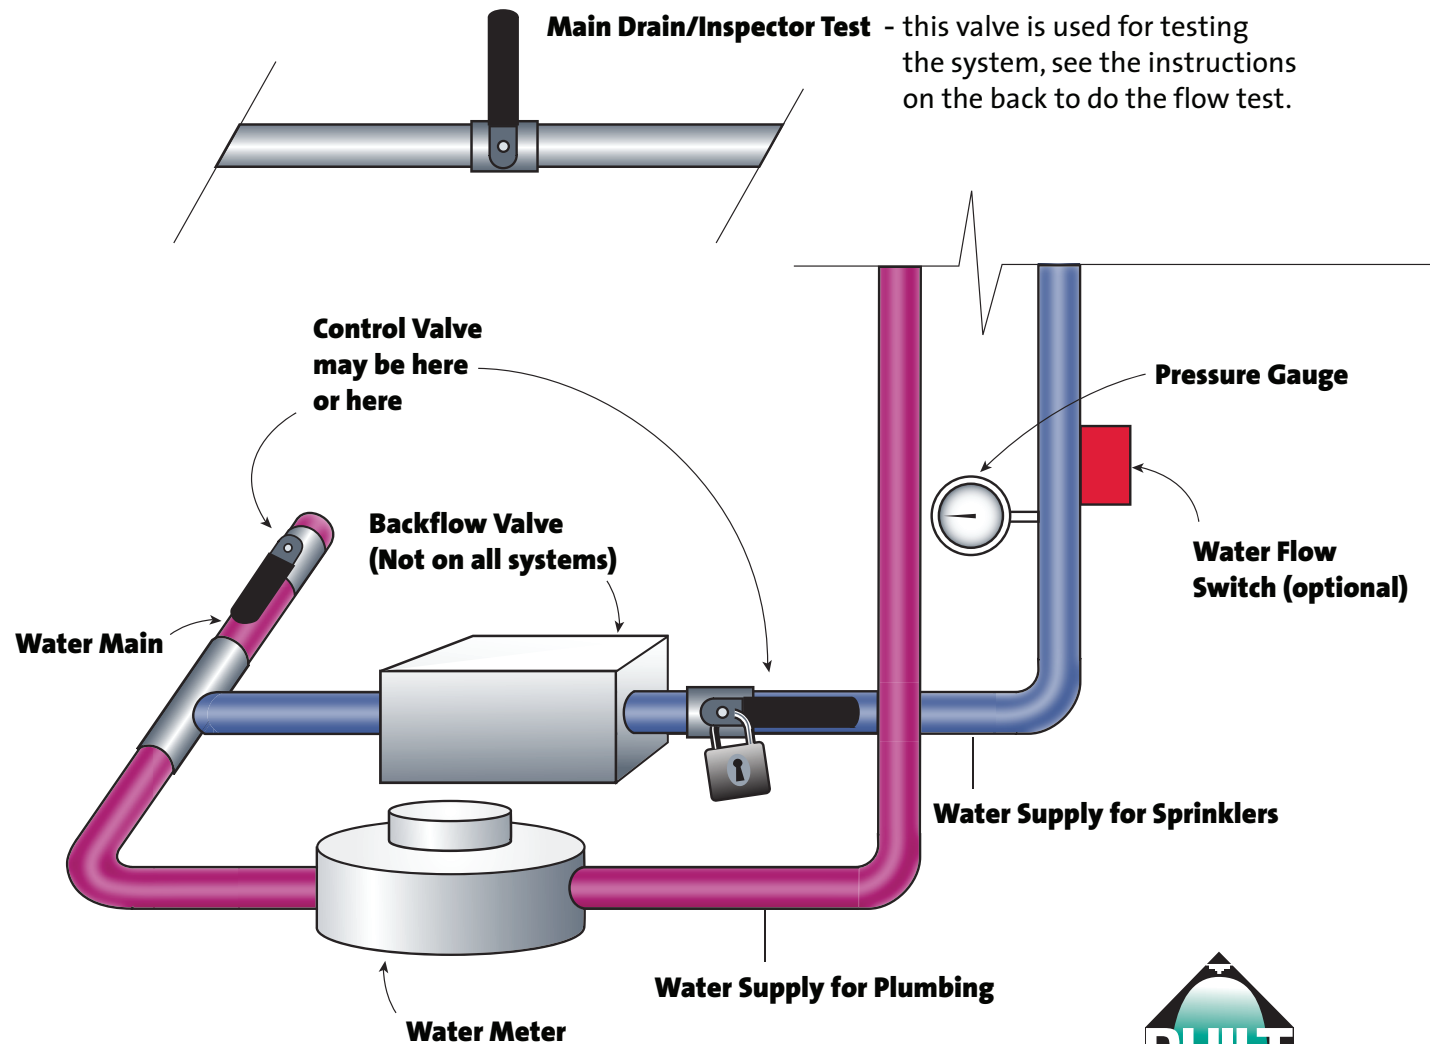 Main Drain/Inspector Test - this valve is used for testing
the system, see the instructions
on the back to do the flow test.
Control Valve
may be here
or here
Pressure Gauge
Backflow Valve
(Not on all systems)
Water Flow
Switch (optional)
Water Main
Water Supply for Sprinklers
Water Supply for Plumbing
Water Meter
BUILT